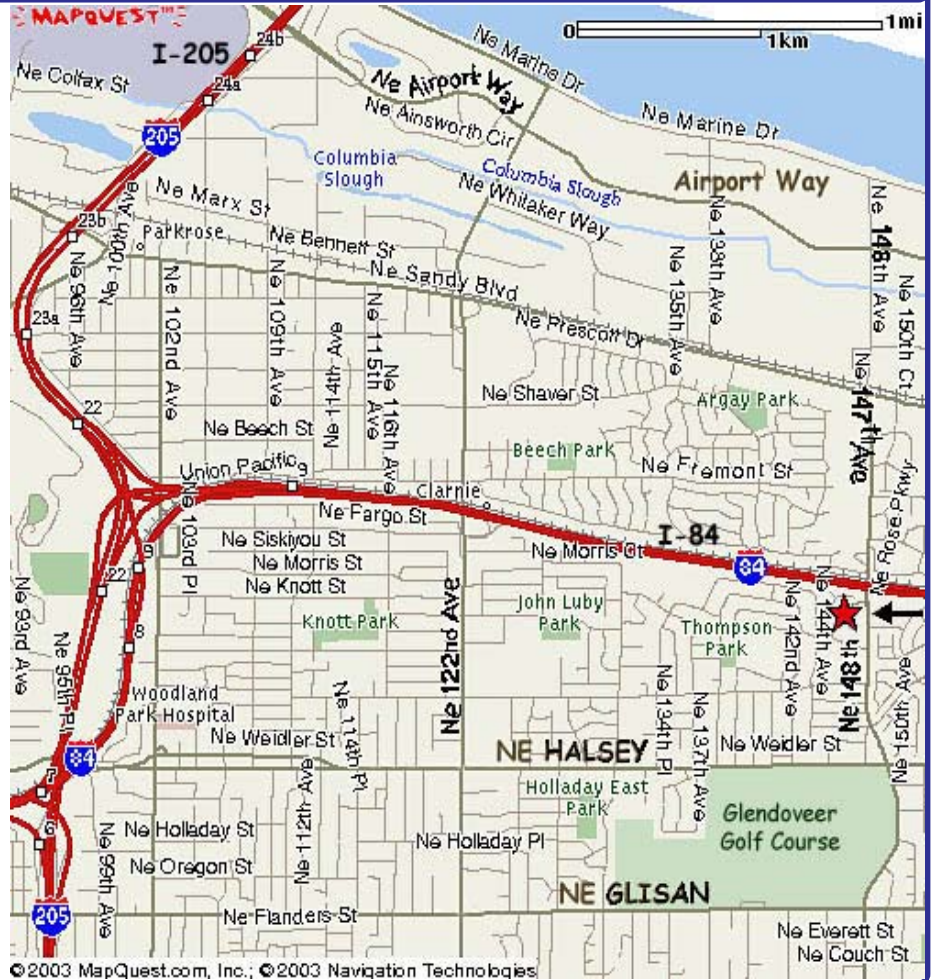 MAPQUEST™
24b
0
1mi
1km
I-205
Ne Marine Dr
Ne Colfax St
24a
Ne Airport Way
Ne Ainsworth Cir
Ne Marine Dr
205
Columbia
Slough
Columbia Slough
Airport Way
Ne Marx St
Ne Whitaker Way
Ne 100th Ave
23b
Parkrose
Ne Bennett St
Ne 138th Ave
148th Ave
Ne 96th Ave
Ne 102nd Ave
Ne 109th Ave
Ne Sandy Blvd
Ne 135th Ave
Ne 150th Ct
23a
Ne 115th Ave
Ne 114th Ave
Ne Prescott Dr
Ne 147th Ave
Ne 116th Ave
Ne Shaver St
Argay Park
22
Ne Beech St
Beech Park
Union Pacific
9
Clarnie
Ne Fremont St
Ne Rose Pkwy
Ne 103rd Pl
Ne Fargo St
I-84
9
Ne Siskiyou St
Ne Morris Ct
84
22
Ne Morris St
Ne Knott St
Ne 99th Ave
Ne 93rd Ave
Ne 95th Pl
8
Knott Park
Ne 122nd Ave
John Luby
Park
Thompson
Park
Ne 142nd Ave
Ne 144th Ave
Ne 148th
Woodland
Park Hospital
Ne 114th Pl
Ne 134th Pl
Ne 137th Ave
Ne 150th Ave
Ne Weidler St
NE HALSEY
Ne Weidler St
84
7
Ne 112th Ave
Holladay East
Park
Glendoveer
Golf Course
6
Ne Holladay St
Ne Holladay Pl
Ne Oregon St
NE GLISAN
205
Ne Flanders St
Ne Everett St
Ne Couch St
©2003 MapQuest.com, Inc.; ©2003 Navigation Technologies